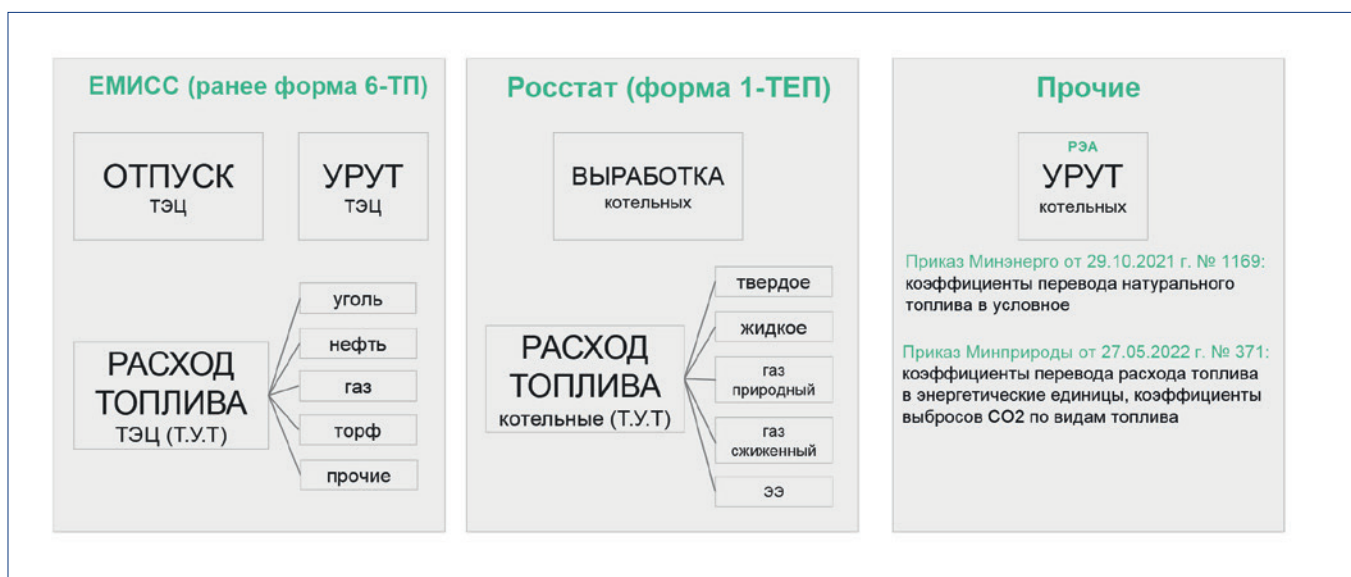 ЕМИСС (ранее форма 6-ТП)
ОТПУСК
ТЭЦ
УРУТ
ТЭЦ
РАСХОД
ТОПЛИВА
ТЭЦ (Т.У.Т)
уголь
нефть
газ
торф
прочие
Росстат (форма 1-ТЕП)
ВЫРАБОТКА
котельных
РАСХОД
ТОПЛИВА
котельные (Т.У.Т)
твердое
жидкое
газ
природный
газ
сжиженный
ээ
Прочие
РЭА
УРУТ
котельных
Приказ Минэнерго от 29.10.2021 г. № 1169:
коэффициенты перевода натурального
топлива в условное
Приказ Минприроды от 27.05.2022 г. № 371:
коэффициенты перевода расхода топлива
в энергетические единицы, коэффициенты
выбросов СО2 по видам топлива